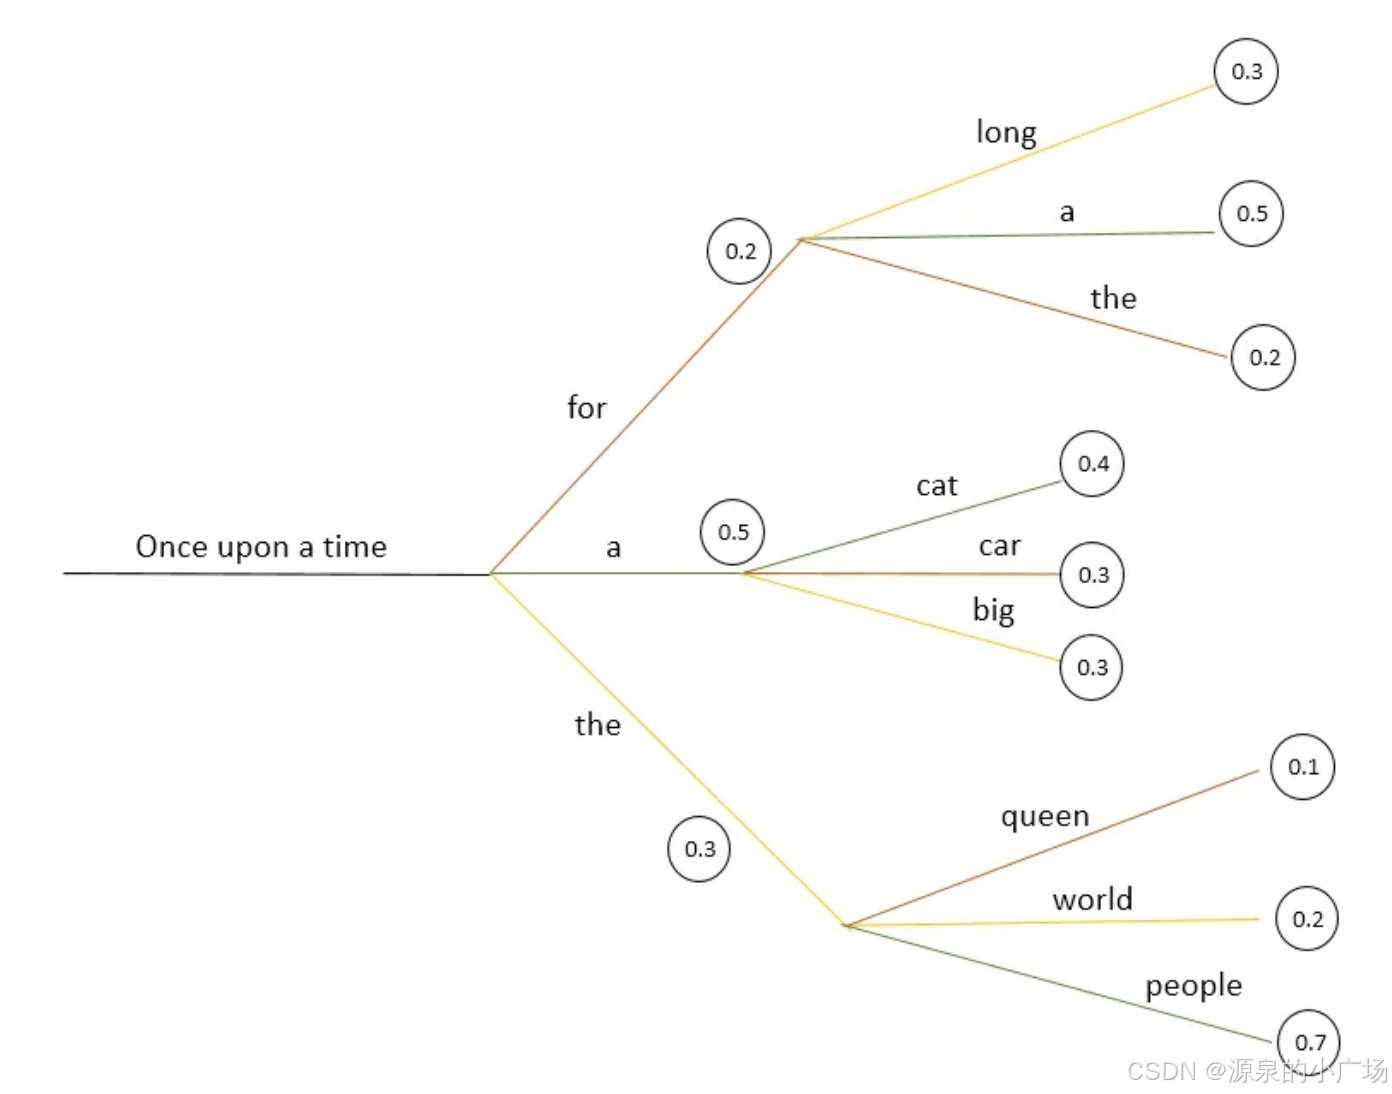 0.3
long
a
0.5
0.2
the
0.2
for
cat
0.4
Once upon a time
a
0.5
car
0.3
big
0.3
the
queen
0.1
0.3
world
0.2
people
0.7
CSDN @源泉的小广场